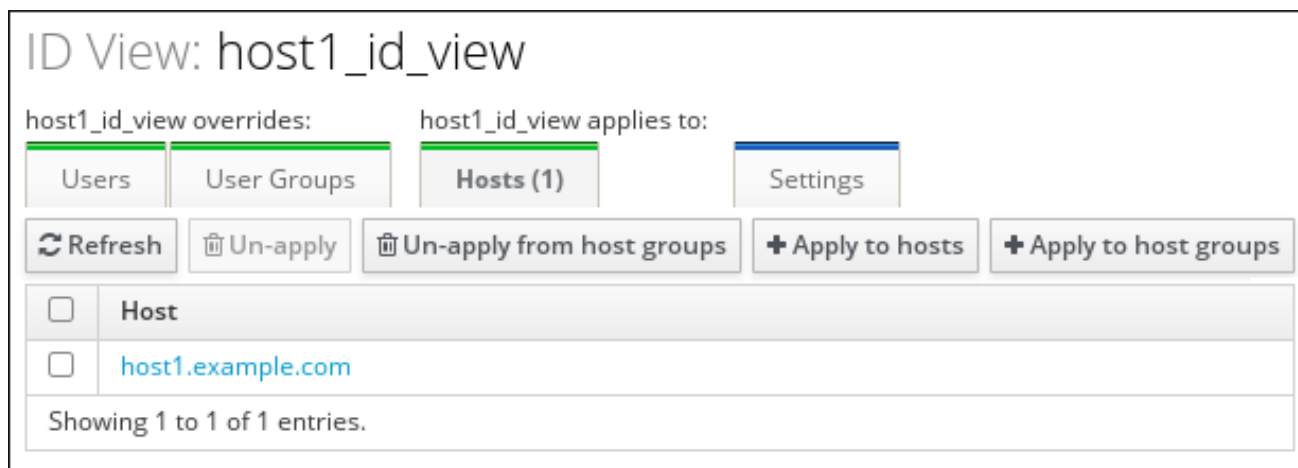 ID View: host1_id_view
host1_id_view overrides: host1_id_view applies to:
Users User Groups Hosts (1) Settings
Refresh Un-apply Un-apply from host groups Apply to hosts Apply to host groups
Host
host1.example.com
Showing 1 to 1 of 1 entries.